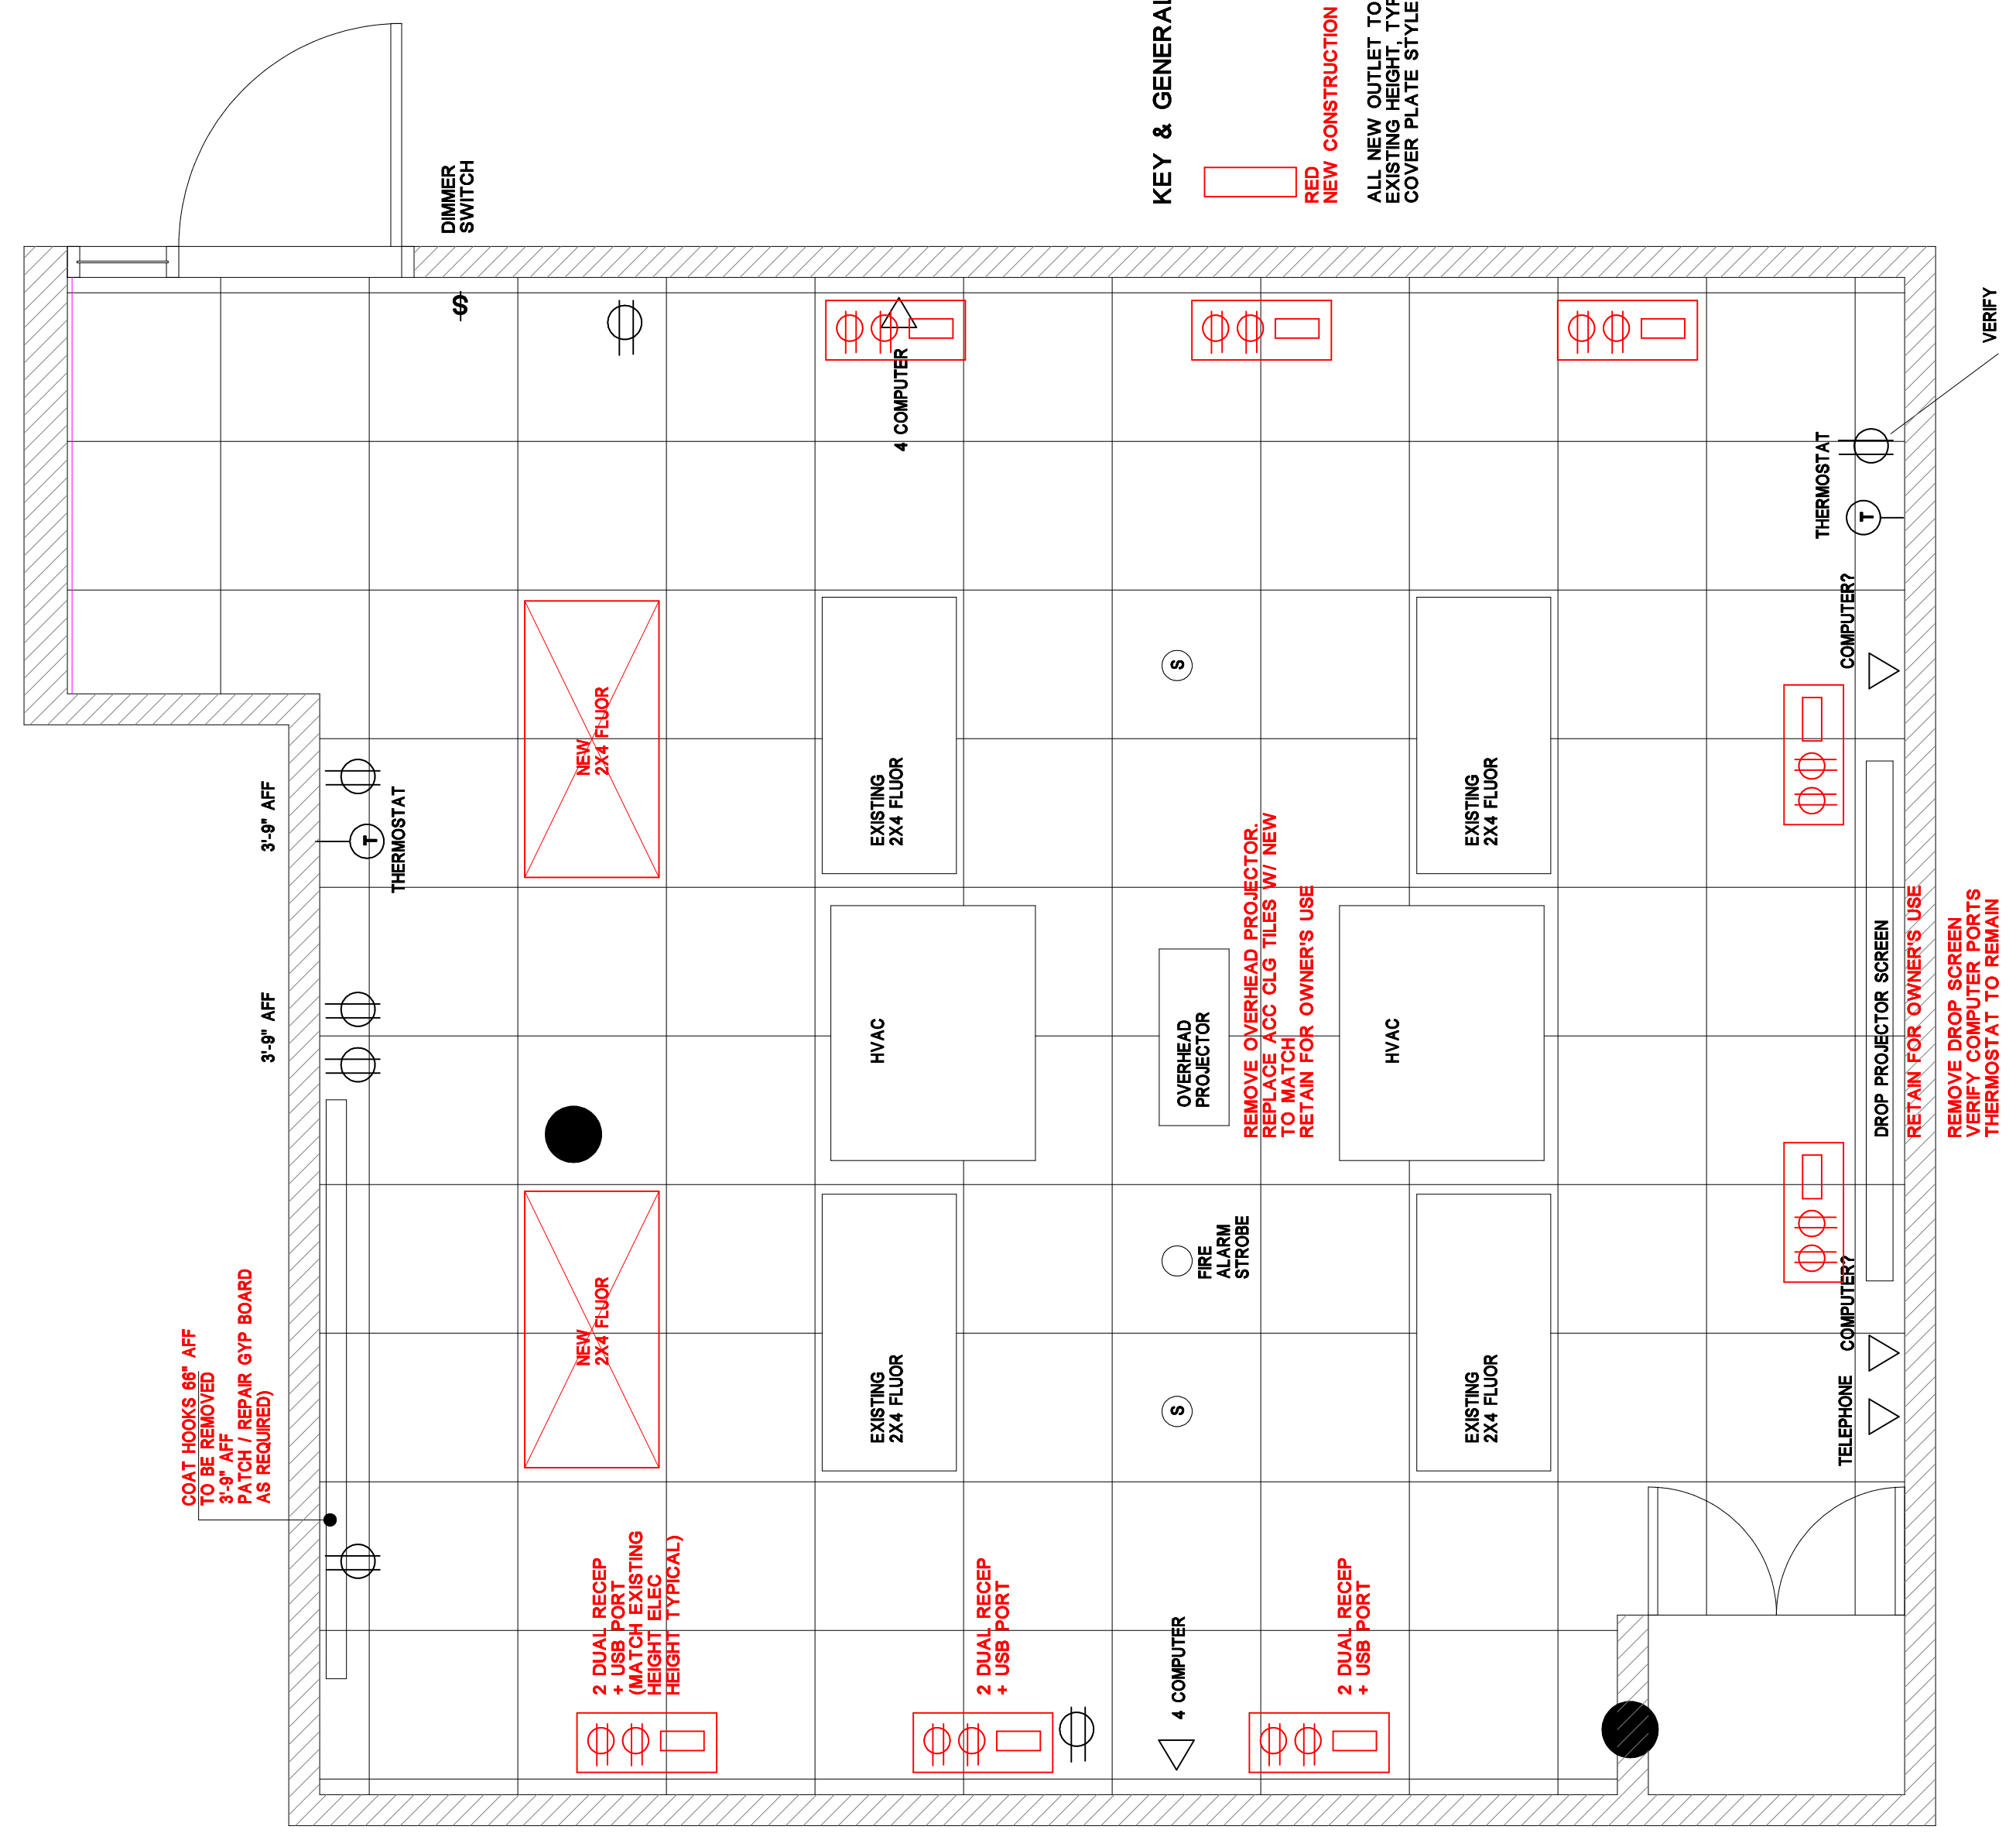 KEY & GENERAL
RED
NEW CONSTRUCTION
ALL NEW OUTLET TO
EXISTING HEIGHT, TYP
COVER PLATE STYLE
DIMMER
SWITCH
$
4 COMPUTER
VERIFY
THERMOSTAT
T
COMPUTER?
3'-9" AFF
T
THERMOSTAT
3'-9" AFF
NEW
2X4 FLUOR
EXISTING
2X4 FLUOR
S
EXISTING
2X4 FLUOR
HVAC
OVERHEAD
PROJECTOR
REMOVE OVERHEAD PROJECTOR.
REPLACE ACC CLG TILES W/ NEW
TO MATCH
RETAIN FOR OWNER'S USE
HVAC
DROP PROJECTOR SCREEN
RETAIN FOR OWNER'S USE
REMOVE DROP SCREEN
VERIFY COMPUTER PORTS
THERMOSTAT TO REMAIN
COAT HOOKS 66" AFF
TO BE REMOVED
3'-9" AFF
PATCH / REPAIR GYP BOARD
AS REQUIRED)
NEW
2X4 FLUOR
EXISTING
2X4 FLUOR
FIRE
ALARM
STROBE
S
EXISTING
2X4 FLUOR
COMPUTER?
TELEPHONE
2 DUAL RECEP
+ USB PORT
(MATCH EXISTING
HEIGHT ELEC
HEIGHT TYPICAL)
2 DUAL RECEP
+ USB PORT
4 COMPUTER
2 DUAL RECEP
+ USB PORT